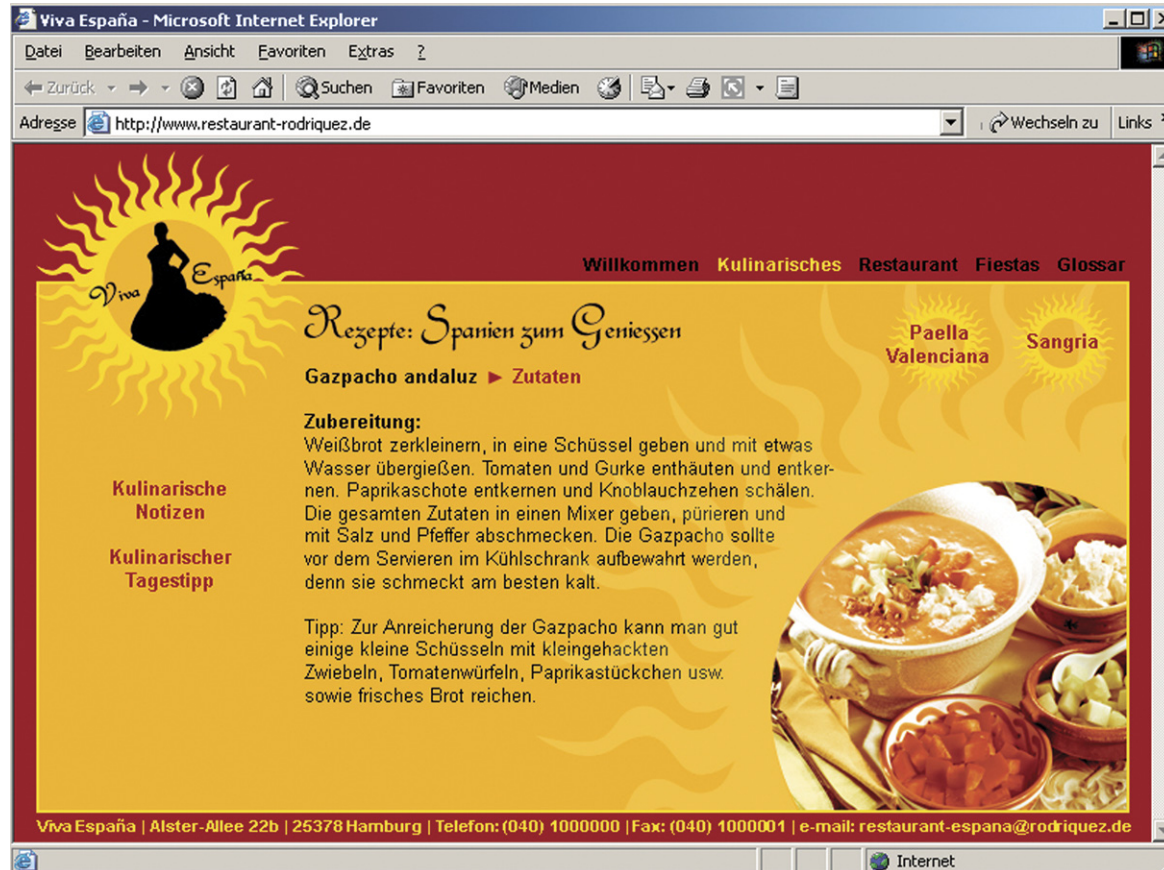 Viva España - Microsoft Internet Explorer
Datei Bearbeiten Ansicht Favoriten Extras ?
Zurück Suchen Favoriten Medien
Adresse http://www.restaurant-rodriquez.de Wechseln zu Links
Viva España
Willkommen Kulinarisches Restaurant Fiestas Glossar
Rezepte: Spanien zum Geniessen
Paella
Valenciana
Sangria
Gazpacho andaluz ► Zutaten
Kulinarische
Notizen
Kulinarischer
Tagestipp
Zubereitung:
Weißbrot zerkleinern, in eine Schüssel geben und mit etwas
Wasser übergießen. Tomaten und Gurke enthäuten und entker-
nen. Paprikaschote entkernen und Knoblauchzehen schälen.
Die gesamten Zutaten in einen Mixer geben, pürieren und
mit Salz und Pfeffer abschmecken. Die Gazpacho sollte
vor dem Servieren im Kühlschrank aufbewahrt werden,
denn sie schmeckt am besten kalt.
Tipp: Zur Anreicherung der Gazpacho kann man gut
einige kleine Schüsseln mit kleingehackten
Zwiebeln, Tomatenwürfeln, Paprikastückchen usw.
sowie frisches Brot reichen.
Viva España | Alster-Allee 22b | 25378 Hamburg | Telefon: (040) 1000000 | Fax: (040) 1000001 | e-mail: restaurant-espana@rodriquez.de
Internet